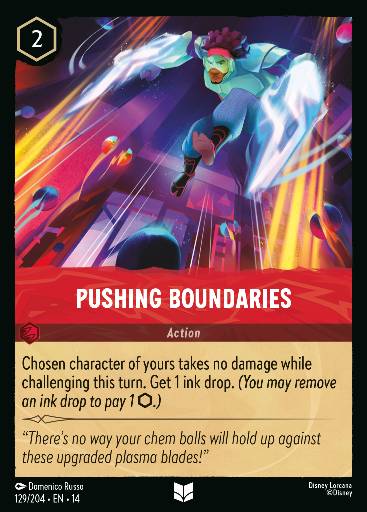 2
PUSHING BOUNDARIES
Action
Chosen character of yours takes no damage while
challenging this turn. Get 1 ink drop. (You may remove
an ink drop to pay 1 ⬡.)
“There’s no way your chem bolls will hold up against
these upgraded plasma blades!”
Domenico Russo
Disney Lorcana
129/204 • EN • 14
©Disney